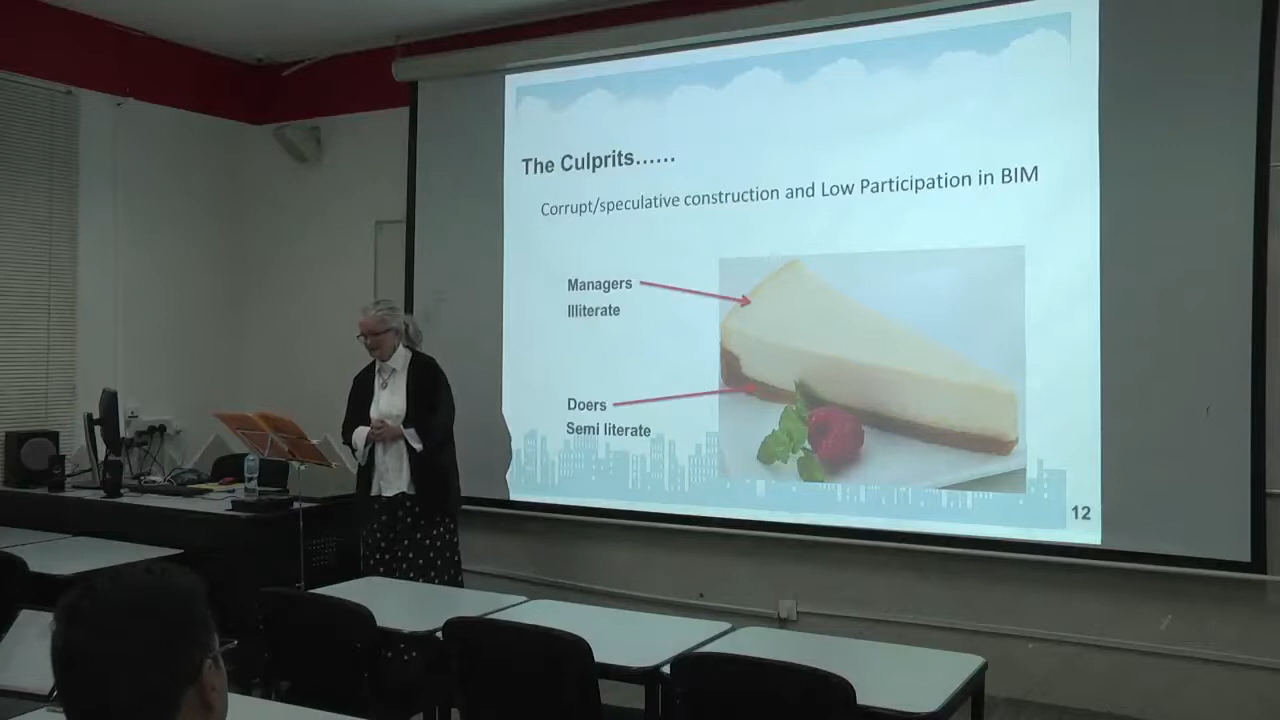 The Culprits......
Corrupt/speculative construction and Low Participation in BIM
Managers
Illiterate
Doers
Semi literate
12